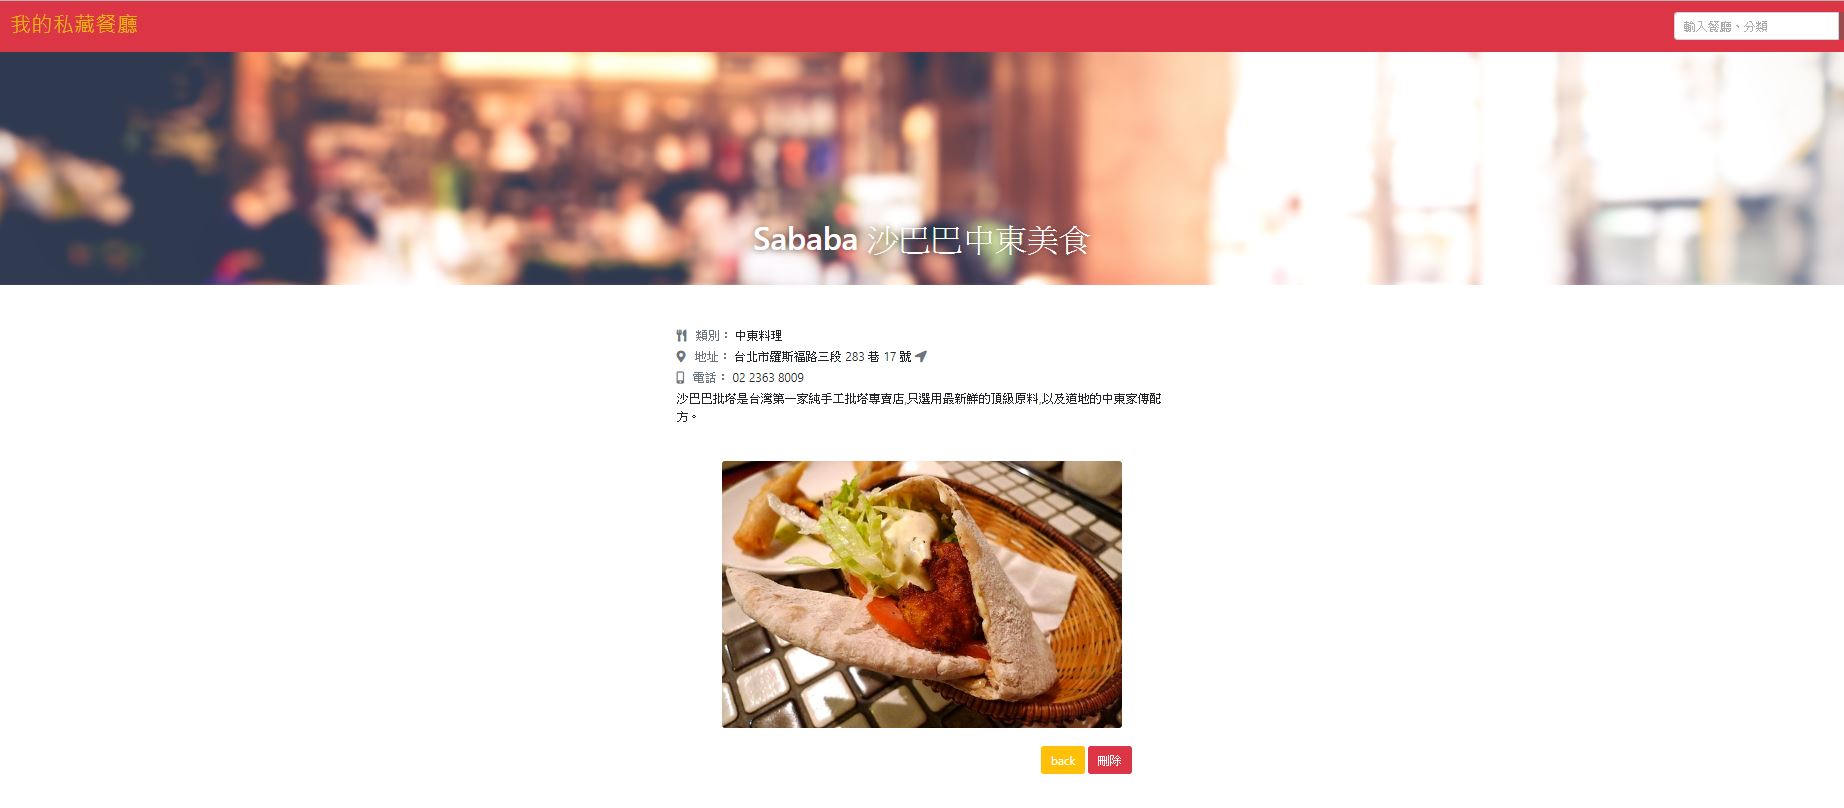 我的私藏餐廳
輸入餐廳、分類
Sababa 沙巴巴中東美食
類別： 中東料理
地址： 台北市羅斯福路三段 283 巷 17 號
電話： 02 2363 8009
沙巴巴批塔是台灣第一家純手工批塔專賣店,只選用最新鮮的頂級原料,以及道地的中東家傳配
方。
back 刪除